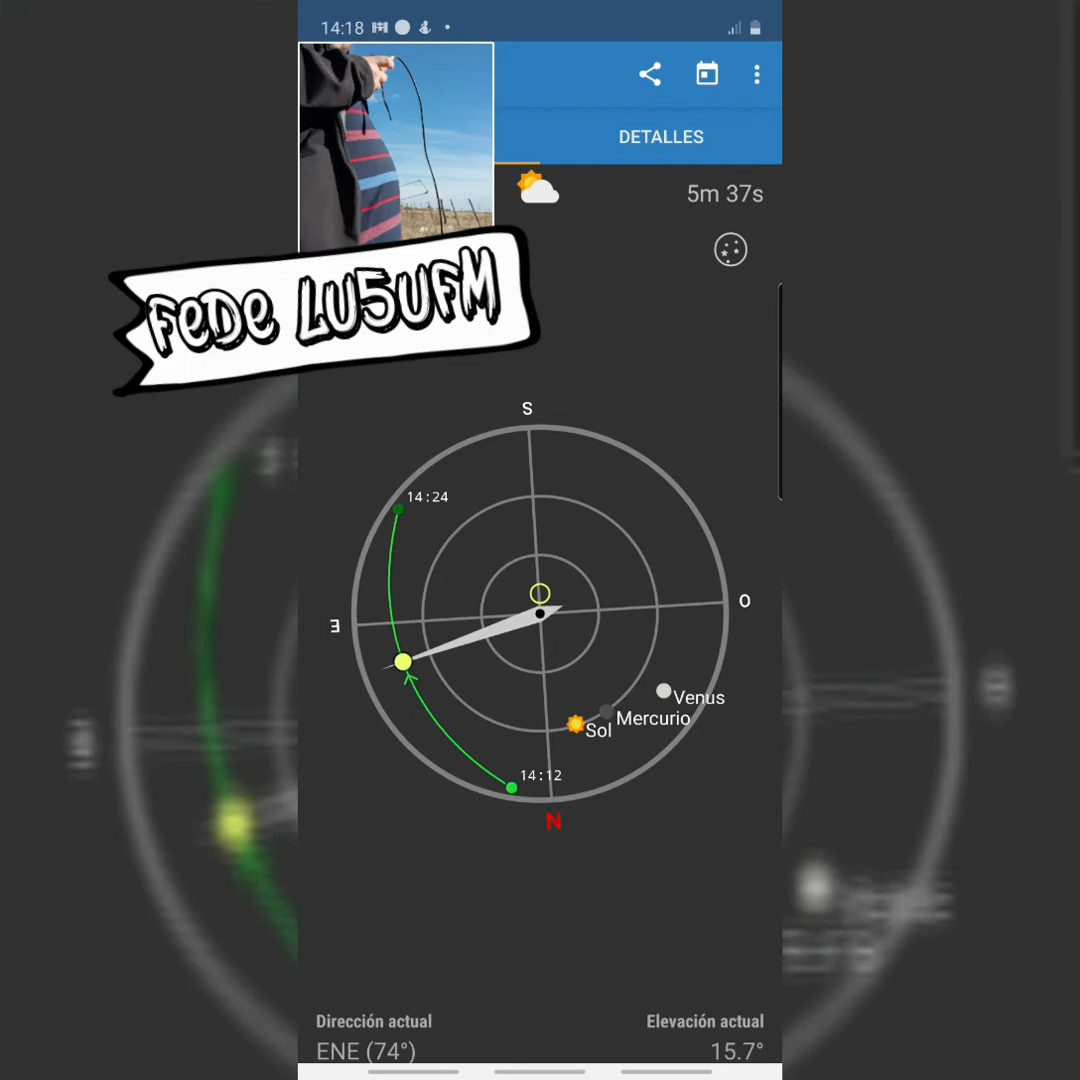 14:18
DETALLES
5m 37s
FeDe LU5UFM
S
14:24
O
E
Venus
Mercurio
Sol
14:12
N
Dirección actual
Elevación actual
ENE (74°)
15.7°